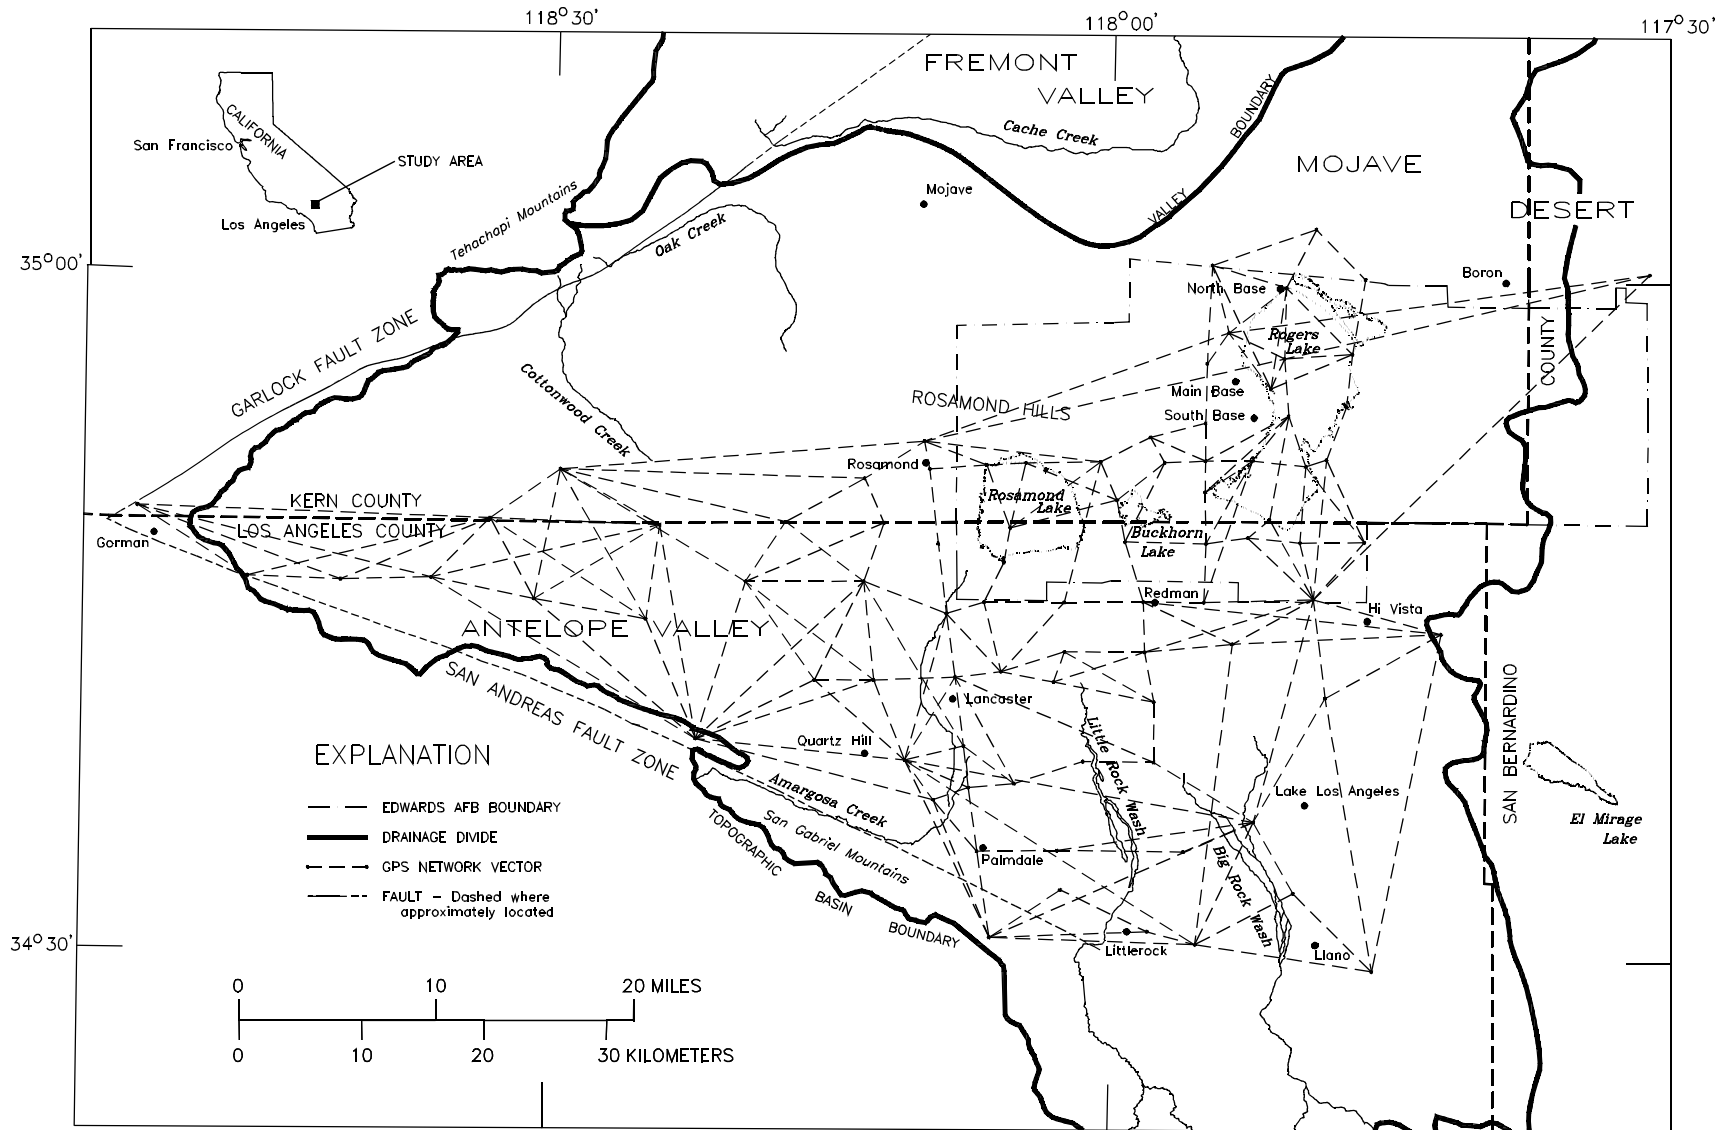 118°30'
118°00'
117°30'
FREMONT
VALLEY
Cache Creek
BOUNDARY
VALLEY
MOJAVE
DESERT
CALIFORNIA
San Francisco
STUDY AREA
Los Angeles
Tehachapi Mountains
Mojave
Oak Creek
35°00'
Boron
North Base
GARLOCK FAULT ZONE
Rogers
Lake
COUNTY
Cottonwood Creek
Main Base
ROSAMOND HILLS
South Base
Rosamond
Rosamond
Lake
KERN COUNTY
LOS ANGELES COUNTY
Gorman
Buckhorn
Lake
Redman
Hi Vista
ANTELOPE VALLEY
SAN ANDREAS FAULT ZONE
Lancaster
SAN BERNARDINO
Little Rock Wash
Quartz Hill
EXPLANATION
Amargosa Creek
Lake Los Angeles
EDWARDS AFB BOUNDARY
DRAINAGE DIVIDE
GPS NETWORK VECTOR
FAULT – Dashed where
approximately located
El Mirage
Lake
San Gabriel Mountains
TOPOGRAPHIC
BASIN
BOUNDARY
Palmdale
Big Rock Wash
34°30'
Littlerock
Llano
0 10 20 MILES
0 10 20 30 KILOMETERS